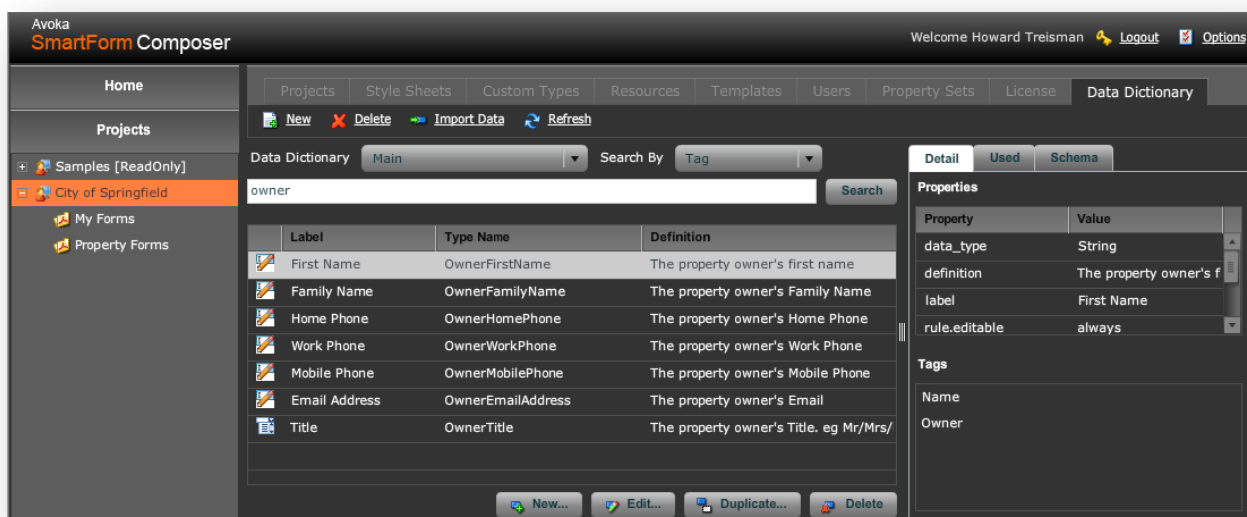 Avoka
SmartForm Composer
Welcome Howard Treisman Logout Options
Home
Projects
Samples [ReadOnly]
City of Springfield
My Forms
Property Forms
Projects Style Sheets Custom Types Resources Templates Users Property Sets License Data Dictionary
New Delete Import Data Refresh
Data Dictionary Main Search By Tag
owner Search
Label Type Name Definition
First Name OwnerFirstName The property owner's first name
Family Name OwnerFamilyName The property owner's Family Name
Home Phone OwnerHomePhone The property owner's Home Phone
Work Phone OwnerWorkPhone The property owner's Work Phone
Mobile Phone OwnerMobilePhone The property owner's Mobile Phone
Email Address OwnerEmailAddress The property owner's Email
Title OwnerTitle The property owner's Title. eg Mr/Mrs/
New... Edit... Duplicate... Delete
Detail Used Schema
Properties
Property Value
data_type String
definition The property owner's f
label First Name
rule.editable always
Tags
Name
Owner